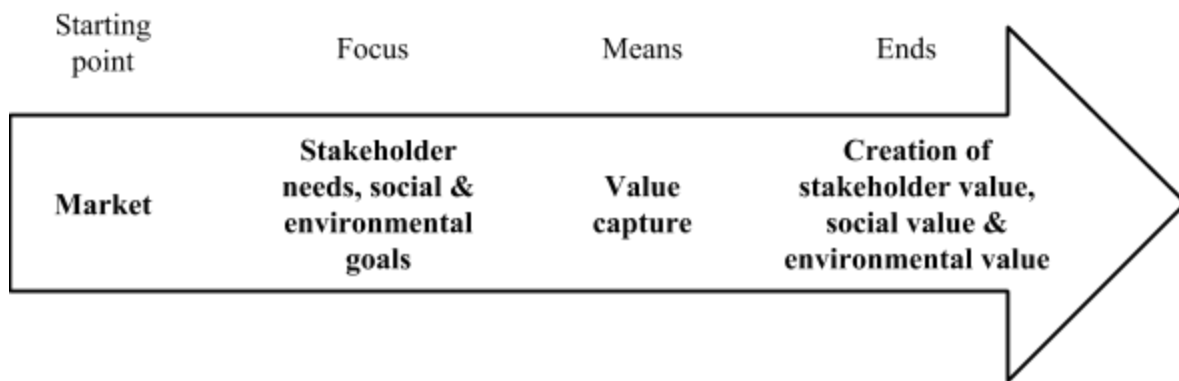 Starting
point
Focus
Means
Ends
Market
Stakeholder
needs, social &
environmental
goals
Value
capture
Creation of
stakeholder value,
social value &
environmental value